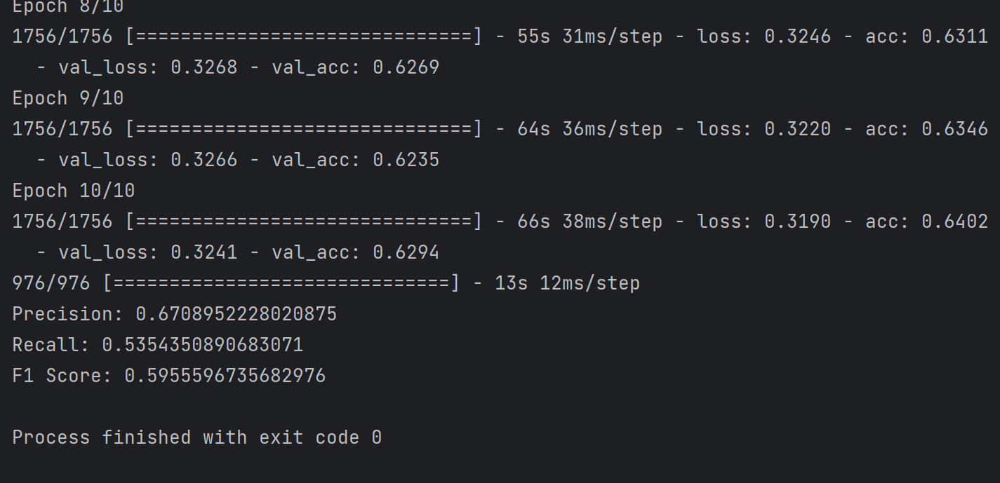 Epoch 8/10
1756/1756 [==============================] - 55s 31ms/step - loss: 0.3246 - acc: 0.6311
- val_loss: 0.3268 - val_acc: 0.6269
Epoch 9/10
1756/1756 [==============================] - 64s 36ms/step - loss: 0.3220 - acc: 0.6346
- val_loss: 0.3266 - val_acc: 0.6235
Epoch 10/10
1756/1756 [==============================] - 66s 38ms/step - loss: 0.3190 - acc: 0.6402
- val_loss: 0.3241 - val_acc: 0.6294
976/976 [==============================] - 13s 12ms/step
Precision: 0.6708952228020875
Recall: 0.5354350890683071
F1 Score: 0.5955596735682976
Process finished with exit code 0